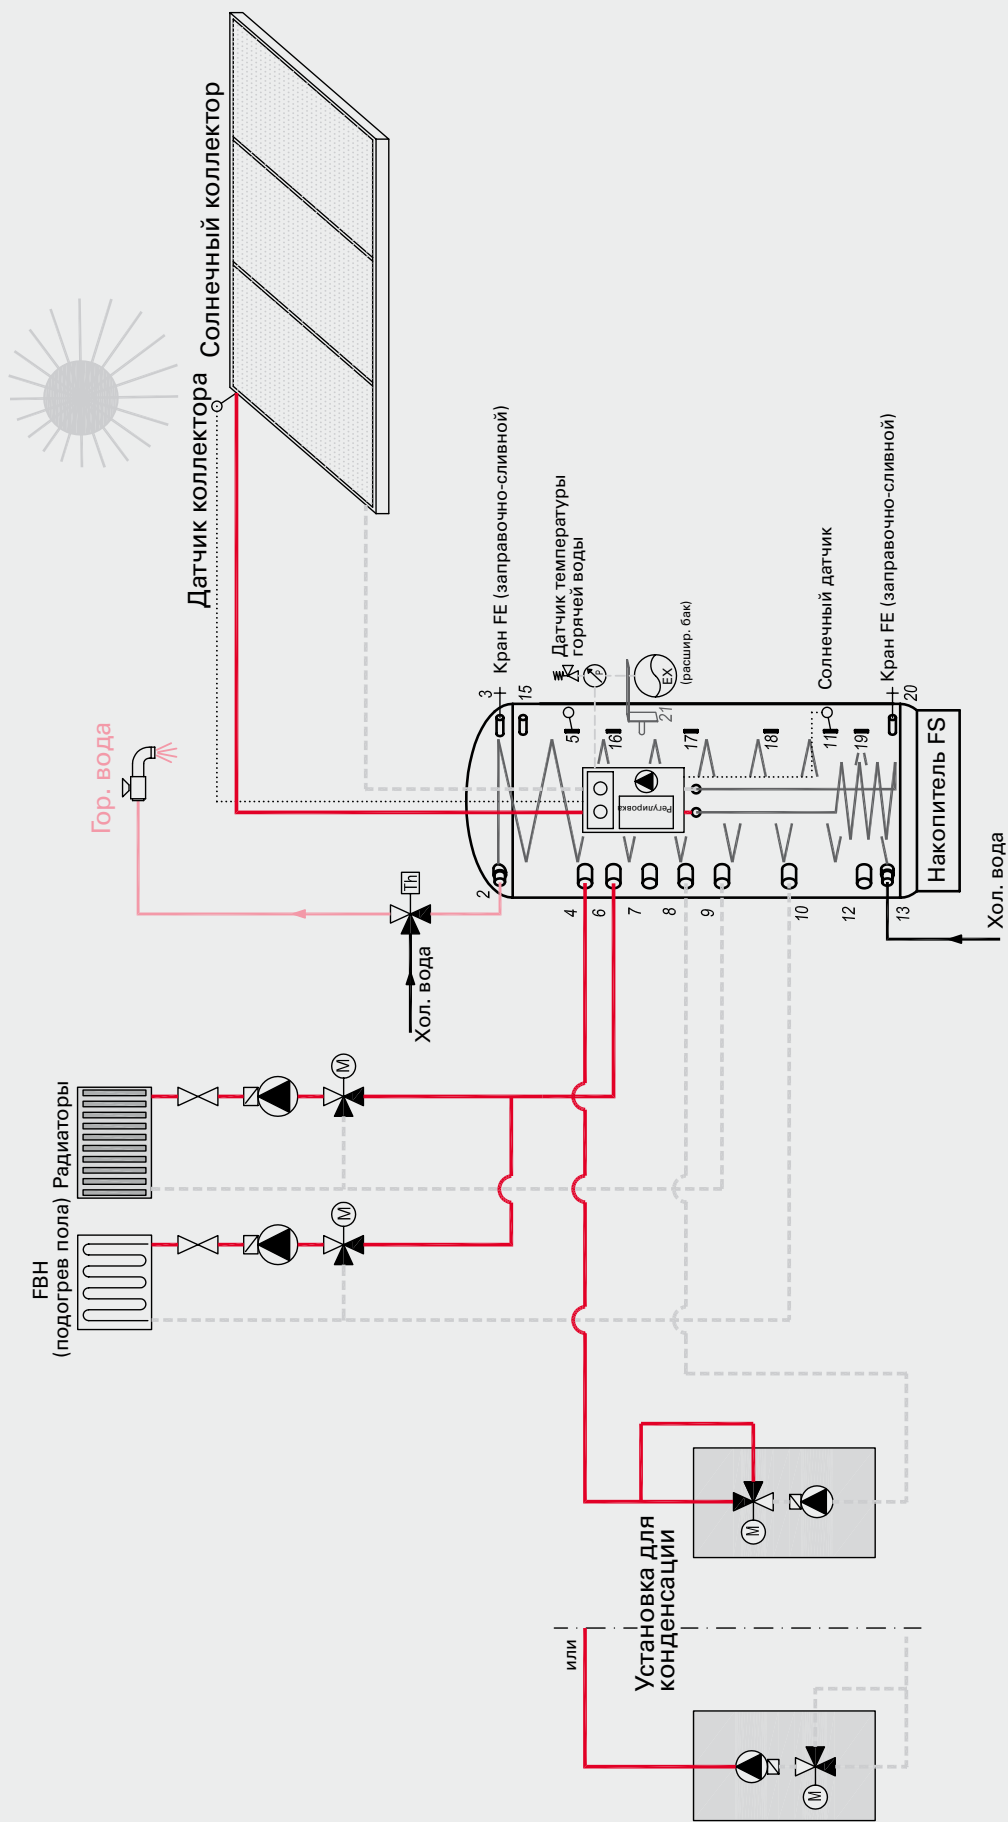 Солнечный коллектор
Датчик коллектора
Гор. вода
Th
Хол. вода
Кран FE (заправочно-сливной)
Датчик температуры
горячей воды
P
EX
(расшир. бак)
Солнечный датчик
Кран FE (заправочно-сливной)
3
15
5
16
21
17
18
11
19
20
Регулировка
2
4
6
7
8
9
10
12
13
Накопитель FS
Хол. вода
Радиаторы
M
FBH
(подогрев пола)
M
Установка для
конденсации
M
или
M